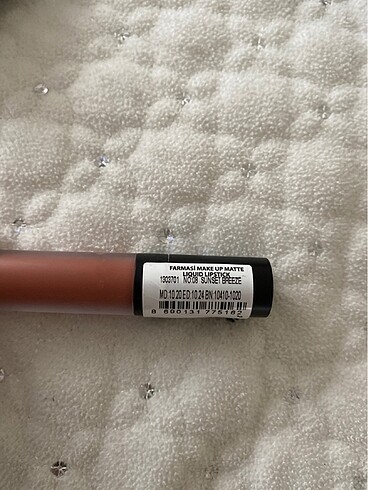 FARMASİ MAKE UP MATTE
LIQUID LIPSTICK
1303701 NO:08 SUNSET BREEZE
MD:10.20 ED:10.24 BN:10410-1020
8 690131 775162